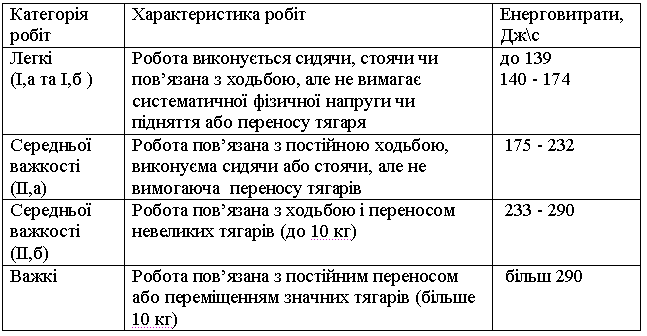 Категорія робіт
Характеристика робіт
Енерговитрати, Дж\с
Легкі
(І,а та І,б )
Робота виконується сидячи, стоячи чи
пов’язана з ходьбою, але не вимагає
систематичної фізичної напруги чи
підняття або переносу тягаря
до 139
140 - 174
Середньої
важкості
(ІІ,а)
Робота пов’язана з постійною ходьбою,
виконуєма сидячи або стоячи, але не
вимогаюча переносу тягарів
175 - 232
Середньої
важкості
(ІІ,б)
Робота пов’язана з ходьбою і переносом
невеликих тягарів (до 10 кг)
233 - 290
Важкі
Робота пов’язана з постійним переносом
або переміщенням значних тягарів (більше
10 кг)
більш 290